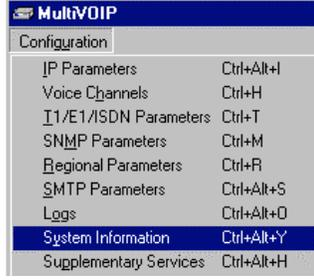 MultiVOIP
Configuration
IP Parameters Ctrl+Alt+I
Voice Channels Ctrl+H
T1/E1/ISDN Parameters Ctrl+T
SNMP Parameters Ctrl+M
Regional Parameters Ctrl+R
SMTP Parameters Ctrl+Alt+S
Logs Ctrl+Alt+O
System Information Ctrl+Alt+Y
Supplementary Services Ctrl+Alt+H